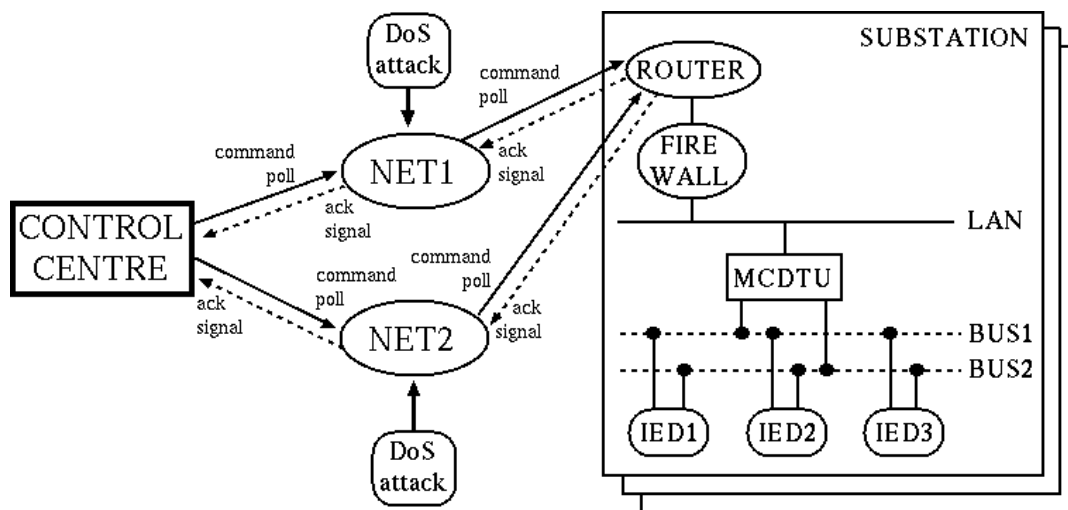 DoS
attack
SUBSTATION
command
poll
ROUTER
command
poll
NET1
ack
signal
FIRE
WALL
ack
signal
CONTROL
CENTRE
LAN
command
poll
command
poll
MCDTU
ack
signal
ack
signal
NET2
BUS1
BUS2
IED1
IED2
IED3
DoS
attack